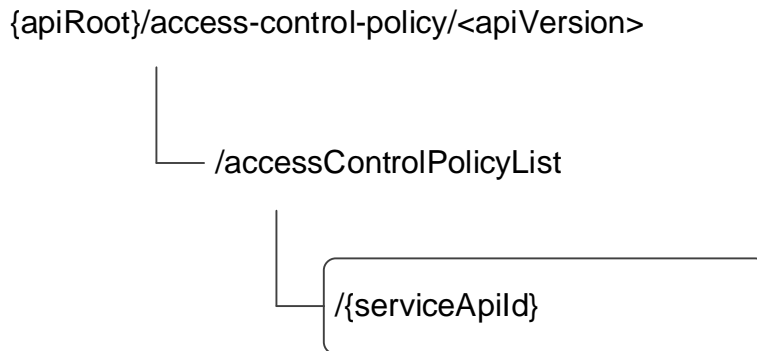 {apiRoot}/access-control-policy/<apiVersion>
/accessControlPolicyList
/{serviceApiId}